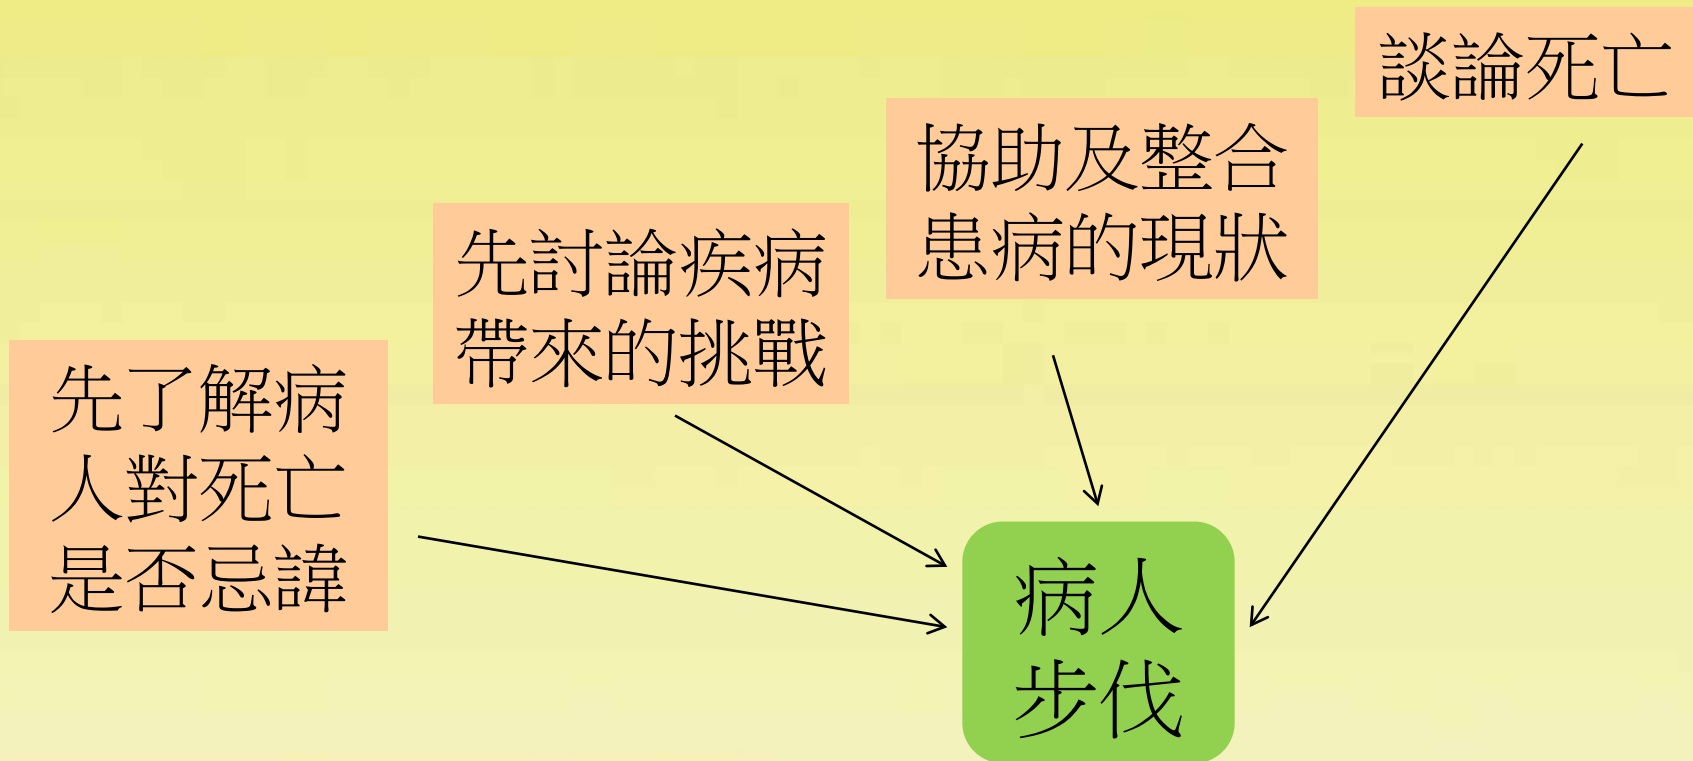 談論死亡
協助及整合
患病的現狀
先討論疾病
帶來的挑戰
先了解病
人對死亡
是否忌諱
病人
步伐